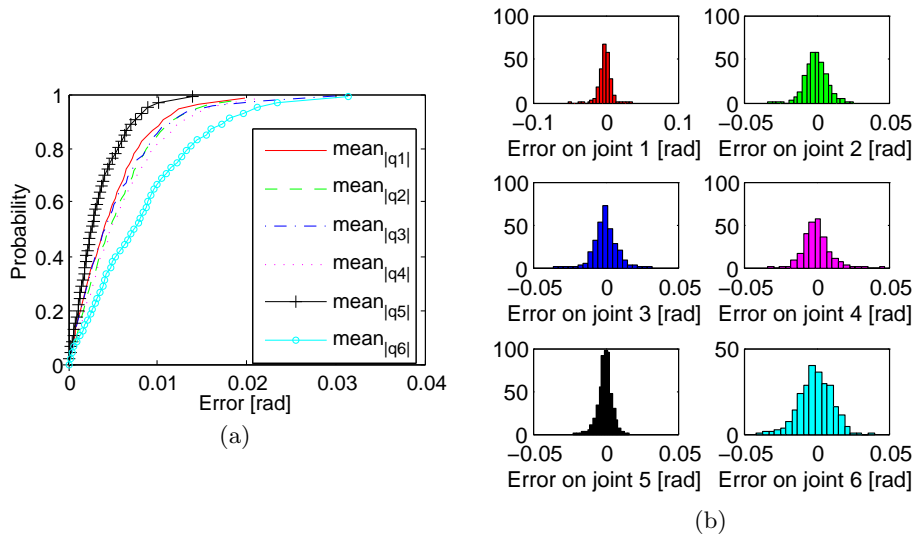 1
0.8
0.6
0.4
0.2
0
0 0.01 0.02 0.03 0.04
Probability
Error [rad]
mean|q1|
mean|q2|
mean|q3|
mean|q4|
mean|q5|
mean|q6|
(a)
100
50
0
−0.1 0 0.1
Error on joint 1 [rad]
100
50
0
−0.05 0 0.05
Error on joint 2 [rad]
100
50
0
−0.05 0 0.05
Error on joint 3 [rad]
100
50
0
−0.05 0 0.05
Error on joint 4 [rad]
100
50
0
−0.05 0 0.05
Error on joint 5 [rad]
50
0
−0.05 0 0.05
Error on joint 6 [rad]
(b)